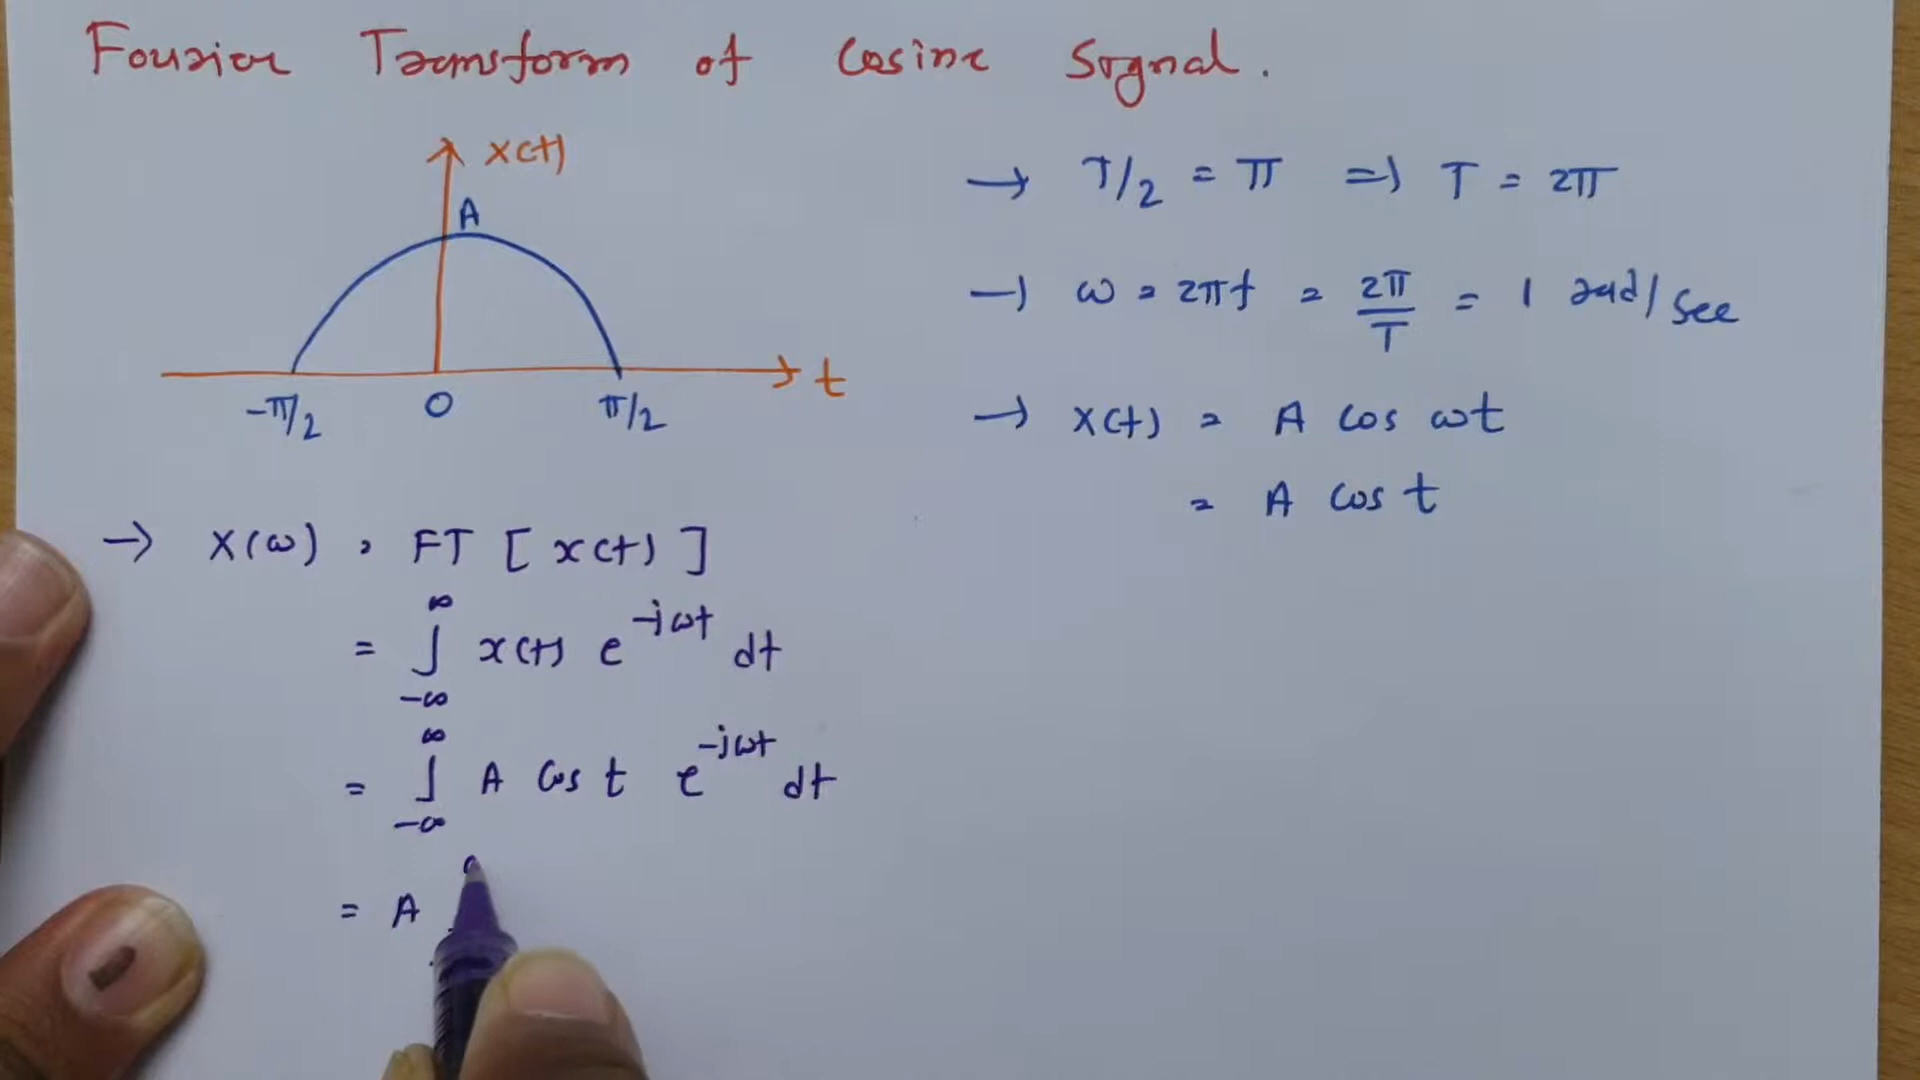 Fourier Transform of Cosine Signal.
x(t)
A
-π/2 0 π/2 t
→ T/2 = π ⇒ T = 2π
→ ω = 2πf = 2π/T = 1 rad/sec
→ x(t) = A cos ωt
= A cos t
→ X(ω) = FT [x(t)]
= ∫_{-∞}^{∞} x(t) e^{-jωt} dt
= ∫_{-∞}^{∞} A cos t e^{-jωt} dt
= A